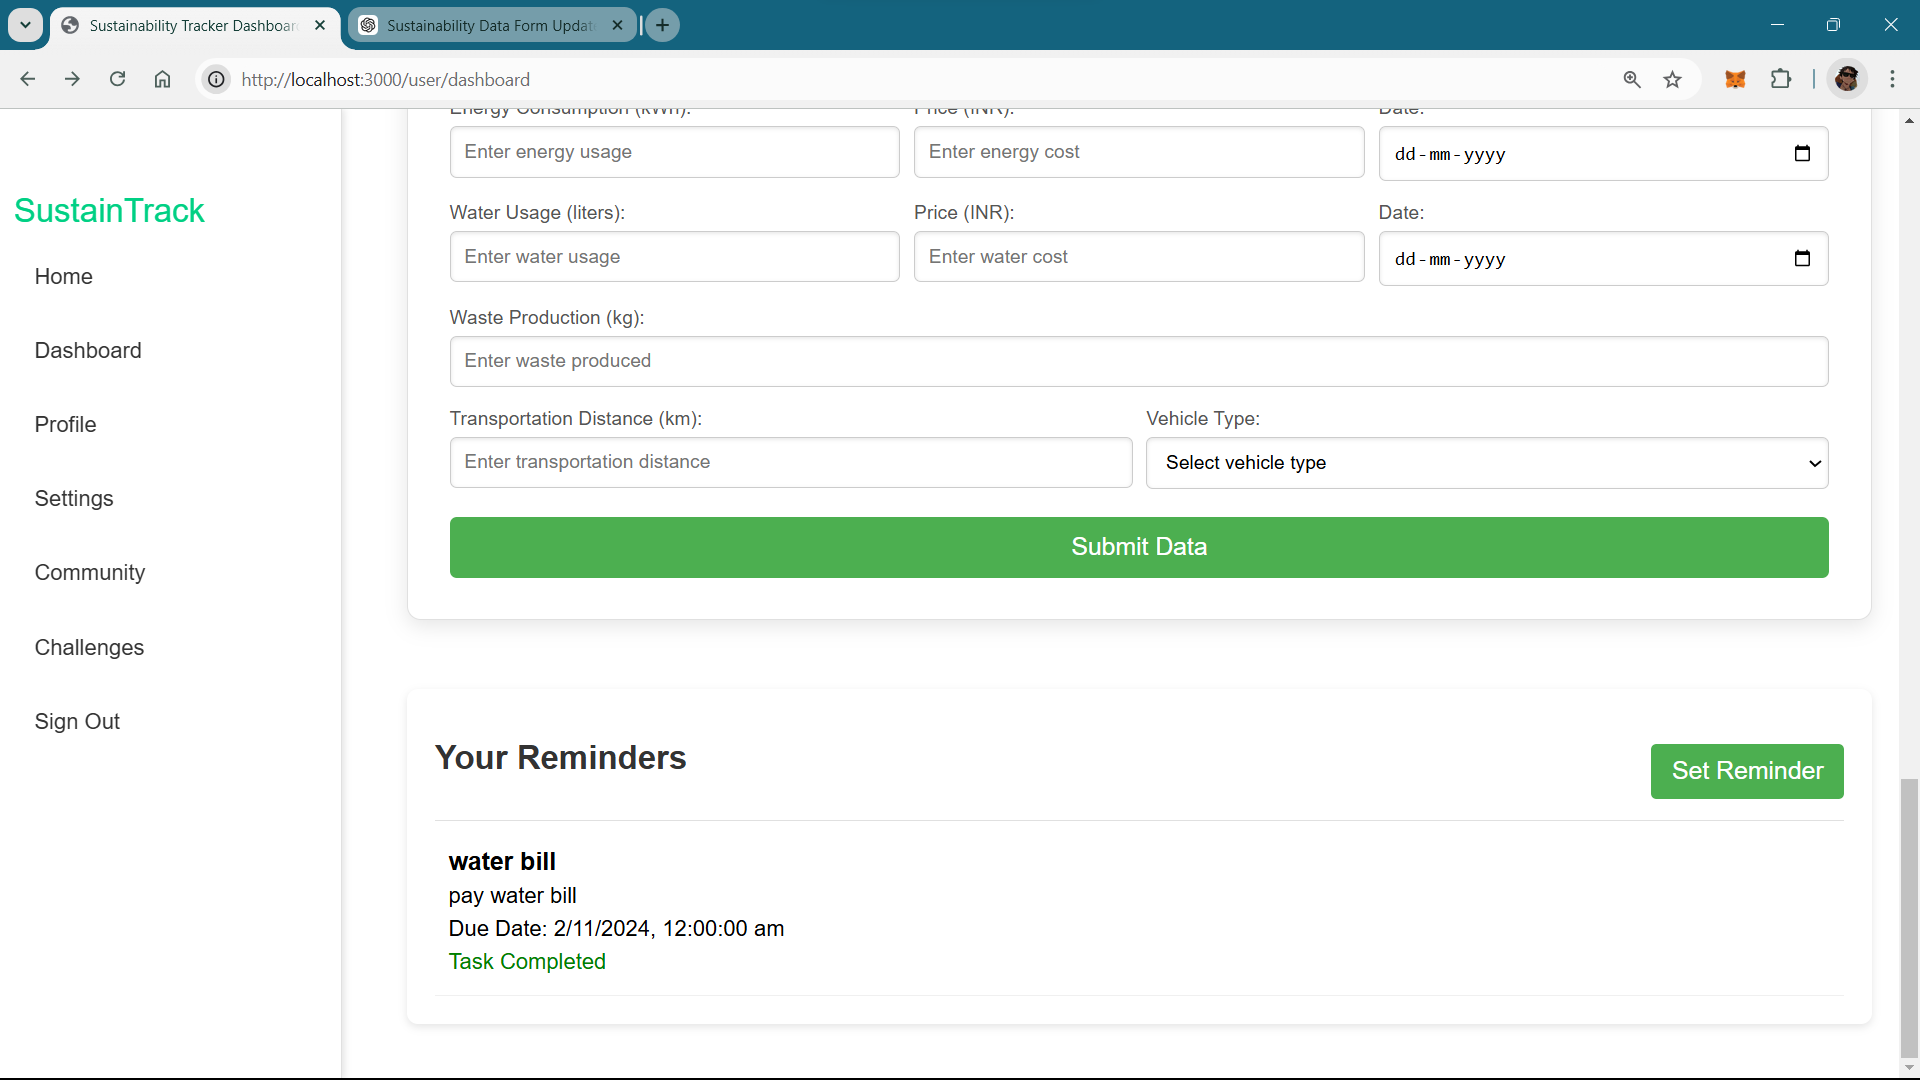 Sustainability Tracker Dashboar
Sustainability Data Form Updat
http://localhost:3000/user/dashboard
SustainTrack
Home
Dashboard
Profile
Settings
Community
Challenges
Sign Out
Energy Consumption (kWh): Price (INR): Date:
Enter energy usage Enter energy cost dd-mm-yyyy
Water Usage (liters): Price (INR): Date:
Enter water usage Enter water cost dd-mm-yyyy
Waste Production (kg):
Enter waste produced
Transportation Distance (km): Vehicle Type:
Enter transportation distance Select vehicle type
Submit Data
Your Reminders
Set Reminder
water bill
pay water bill
Due Date: 2/11/2024, 12:00:00 am
Task Completed